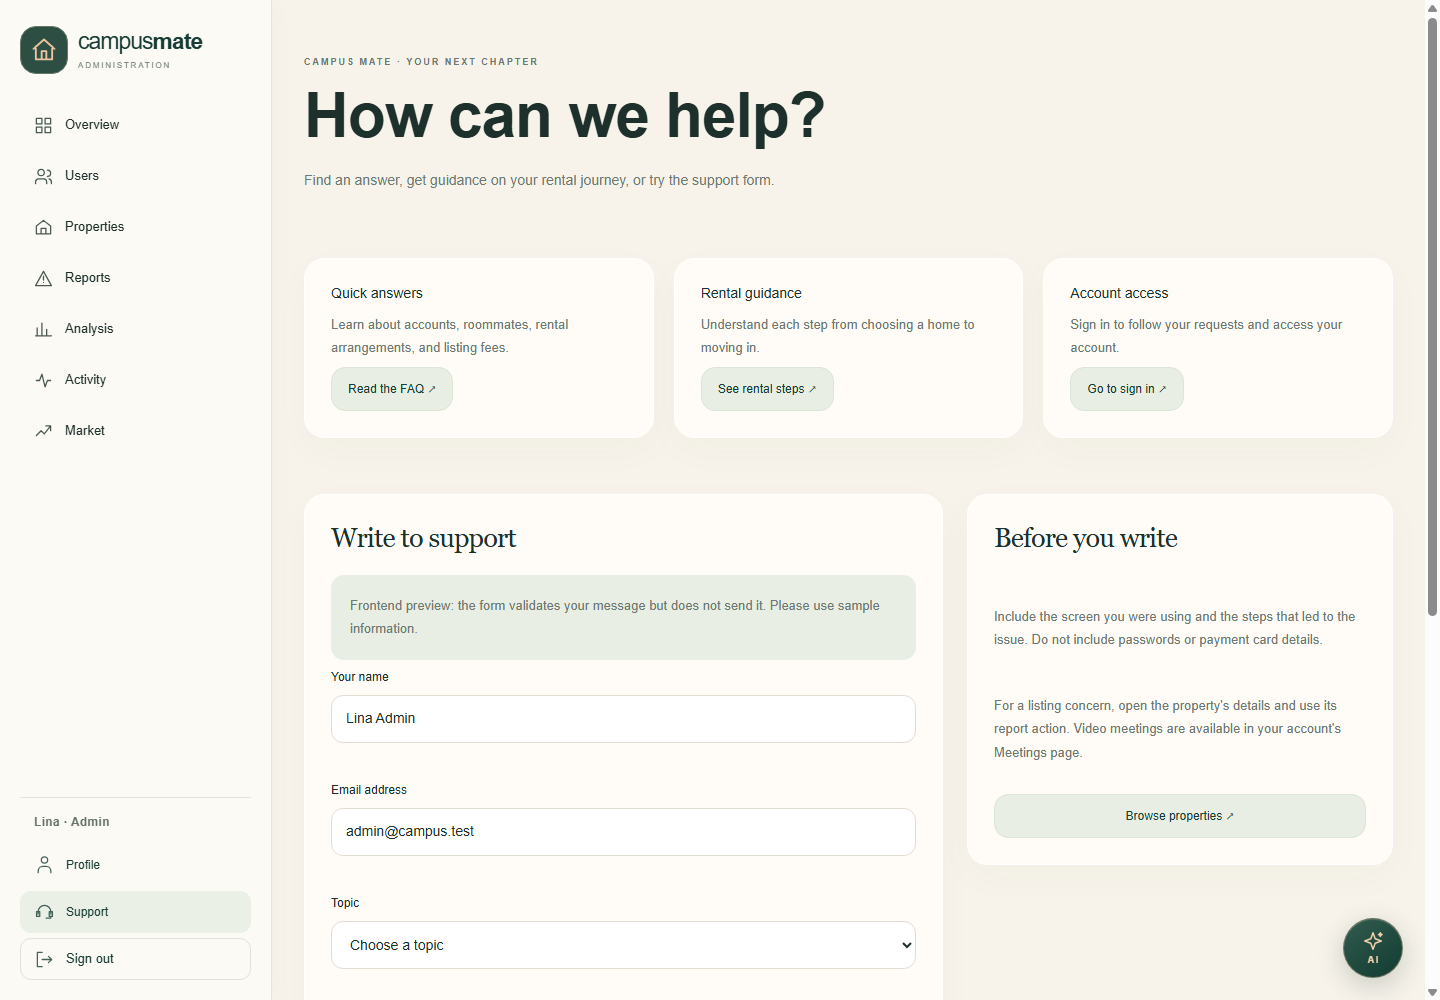 campusmate
ADMINISTRATION
Overview
Users
Properties
Reports
Analysis
Activity
Market
Lina · Admin
Profile
Support
Sign out
CAMPUS MATE · YOUR NEXT CHAPTER
How can we help?
Find an answer, get guidance on your rental journey, or try the support form.
Quick answers
Learn about accounts, roommates, rental
arrangements, and listing fees.
Read the FAQ ↗
Rental guidance
Understand each step from choosing a home to
moving in.
See rental steps ↗
Account access
Sign in to follow your requests and access your
account.
Go to sign in ↗
Write to support
Frontend preview: the form validates your message but does not send it. Please use sample
information.
Your name
Lina Admin
Email address
admin@campus.test
Topic
Choose a topic
Before you write
Include the screen you were using and the steps that led to the
issue. Do not include passwords or payment card details.
For a listing concern, open the property's details and use its
report action. Video meetings are available in your account's
Meetings page.
Browse properties ↗
AI